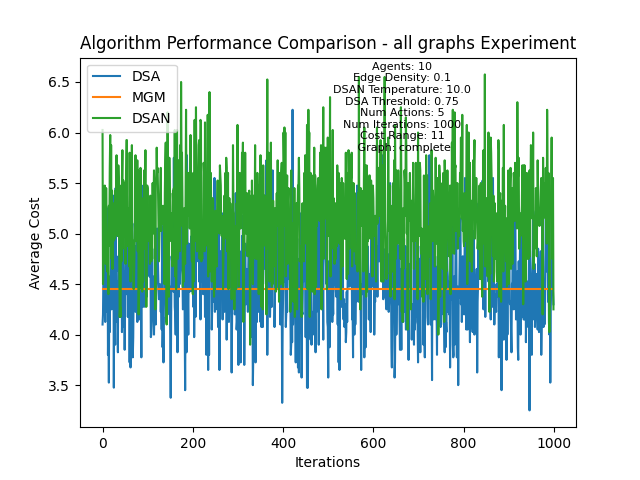 Algorithm Performance Comparison - all graphs Experiment
DSA
MGM
DSAN
Agents: 10
Edge Density: 0.1
DSAN Temperature: 10.0
DSA Threshold: 0.75
Num Actions: 5
Num Iterations: 1000
Cost Range: 11
Graph: complete
Average Cost
6.5
6.0
5.5
5.0
4.5
4.0
3.5
0
200
400
600
800
1000
Iterations